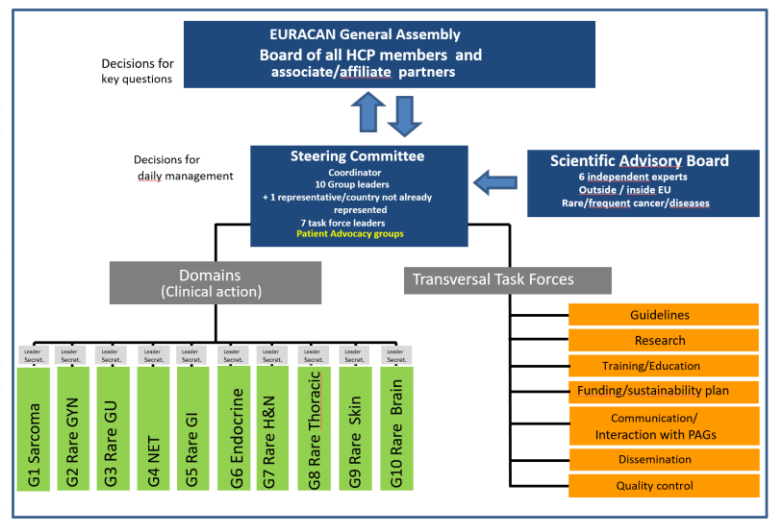 EURACAN General Assembly
Board of all HCP members and
associate/affiliate partners
Decisions for
key questions
Steering Committee
Coordinator
10 Group leaders
+ 1 representative/country not already
represented
7 task force leaders
Patient Advocacy groups
Decisions for
daily management
Scientific Advisory Board
6 independent experts
Outside / inside EU
Rare/frequent cancer/diseases
Domains
(Clinical action)
Transversal Task Forces
Leader
Secret.
Leader
Secret.
Leader
Secret.
Leader
Secret.
Leader
Secret.
Leader
Secret.
Leader
Secret.
Leader
Secret.
Leader
Secret.
Leader
Secret.
G1 Sarcoma
G2 Rare GYN
G3 Rare GU
G4 NET
G5 Rare GI
G6 Endocrine
G7 Rare H&N
G8 Rare Thoracic
G9 Rare Skin
G10 Rare Brain
Guidelines
Research
Training/Education
Funding/sustainability plan
Communication/
Interaction with PAGs
Dissemination
Quality control